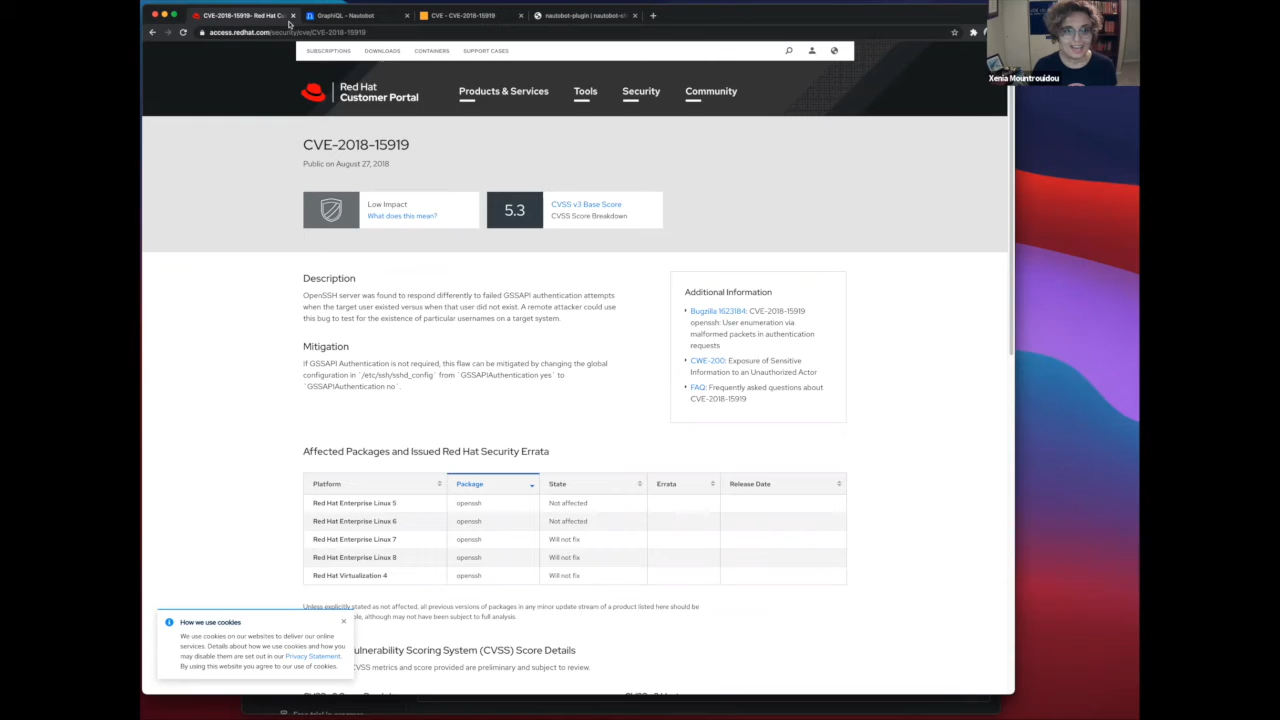 CVE-2018-15919- Red Hat Cu
GraphiQL - Nautobot
CVE - CVE-2018-15919
nautobot-plugin | nautobot-sh
access.redhat.com/security/cve/CVE-2018-15919
Xenia Mountrouidou
SUBSCRIPTIONS DOWNLOADS CONTAINERS SUPPORT CASES
Red Hat
Customer Portal
Products & Services Tools Security Community
CVE-2018-15919
Public on August 27, 2018
Low Impact
What does this mean?
5.3
CVSS v3 Base Score
CVSS Score Breakdown
Description
OpenSSH server was found to respond differently to failed GSSAPI authentication attempts
when the target user existed versus when that user did not exist. A remote attacker could use
this bug to test for the existence of particular usernames on a target system.
Mitigation
If GSSAPI Authentication is not required, this flaw can be mitigated by changing the global
configuration in `/etc/ssh/sshd_config` from `GSSAPIAuthentication yes` to
`GSSAPIAuthentication no`.
Additional Information
Bugzilla 1623184: CVE-2018-15919
openssh: User enumeration via
malformed packets in authentication
requests
CWE-200: Exposure of Sensitive
Information to an Unauthorized Actor
FAQ: Frequently asked questions about
CVE-2018-15919
Affected Packages and Issued Red Hat Security Errata
Platform Package State Errata Release Date
Red Hat Enterprise Linux 5 openssh Not affected
Red Hat Enterprise Linux 6 openssh Not affected
Red Hat Enterprise Linux 7 openssh Will not fix
Red Hat Enterprise Linux 8 openssh Will not fix
Red Hat Virtualization 4 openssh Will not fix
Unless explicitly stated as not affected, all previous versions of packages in any minor update stream of a product listed here should be
le, although may not have been subject to full analysis.
How we use cookies
We use cookies on our websites to deliver our online
services. Details about how we use cookies and how you
may disable them are set out in our Privacy Statement.
By using this website you agree to our use of cookies.
Vulnerability Scoring System (CVSS) Score Details
CVSS metrics and score provided are preliminary and subject to review.